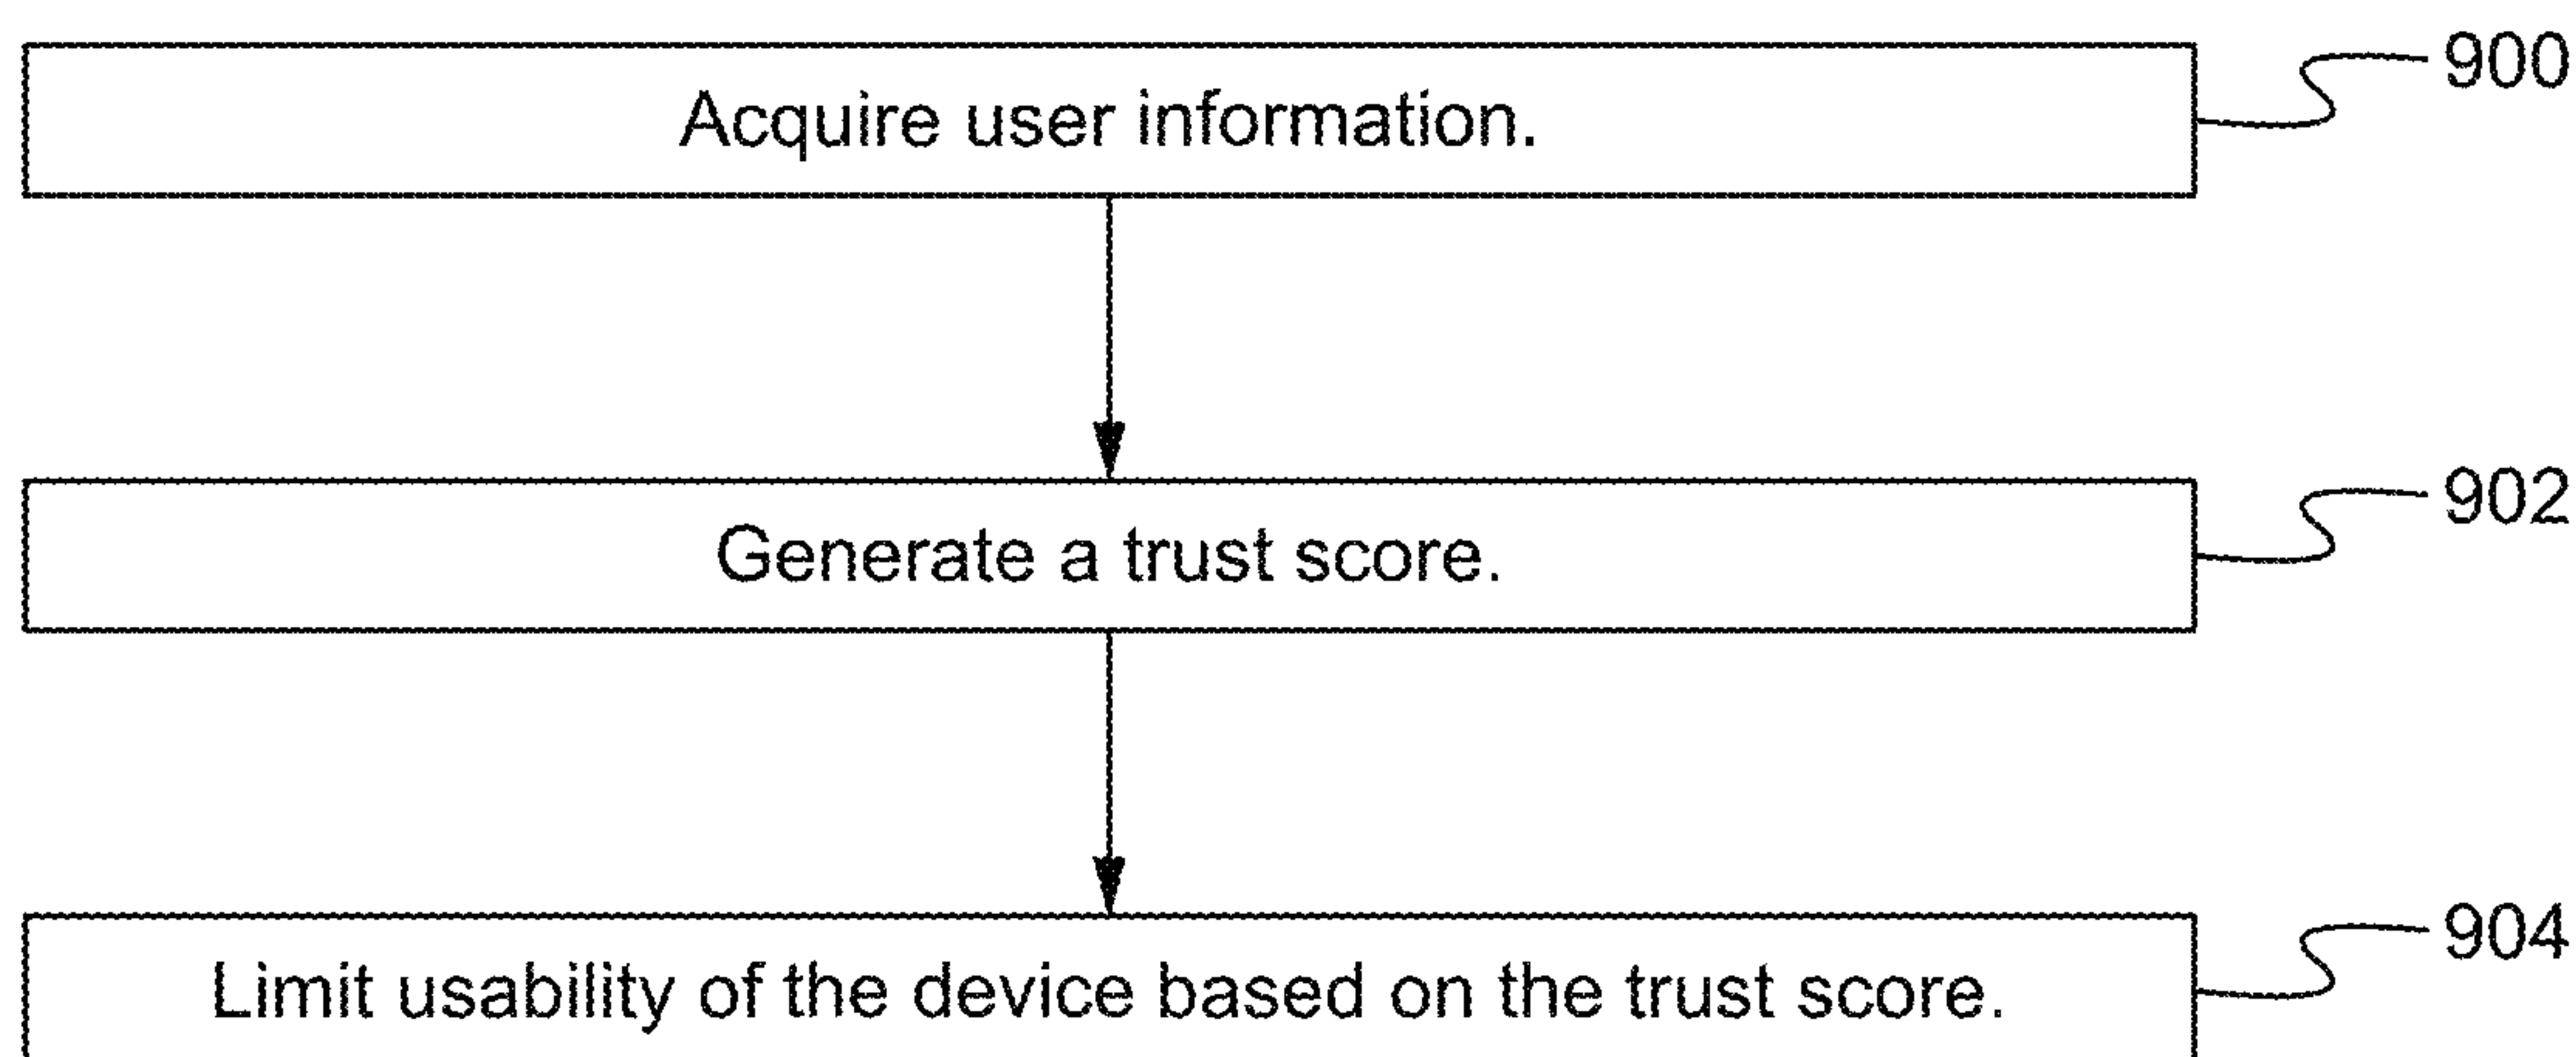 Acquire user information.
900
Generate a trust score.
902
Limit usability of the device based on the trust score.
904